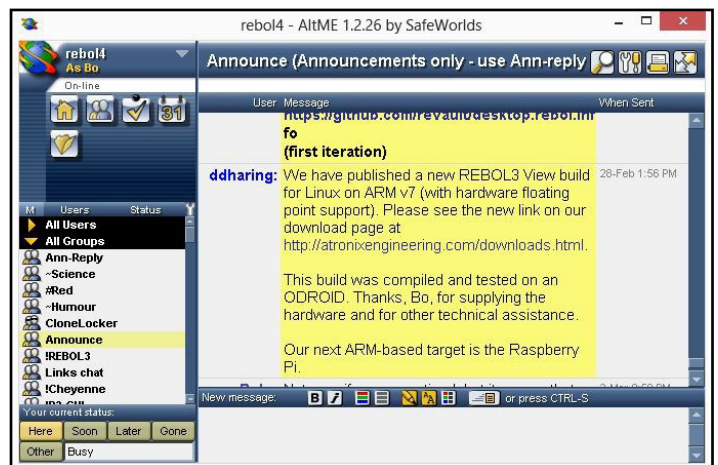 rebol4 - AltME 1.2.26 by SafeWorlds
rebol4
As Bo
On-line
31
M Users Status
All Users
All Groups
Ann-Reply
~Science
#Red
~Humour
CloneLocker
Announce
!REBOL3
Links chat
!Cheyenne
Your current status:
Here Soon Later Gone
Other Busy
Announce (Announcements only - use Ann-reply
User Message When Sent
fo
(first iteration)
ddharing: We have published a new REBOL3 View build 28-Feb 1:56 PM
for Linux on ARM v7 (with hardware floating
point support). Please see the new link on our
download page at
http://atronixengineering.com/downloads.html.
This build was compiled and tested on an
ODROID. Thanks, Bo, for supplying the
hardware and for other technical assistance.
Our next ARM-based target is the Raspberry
Pi.
New message: B I or press CTRL-S